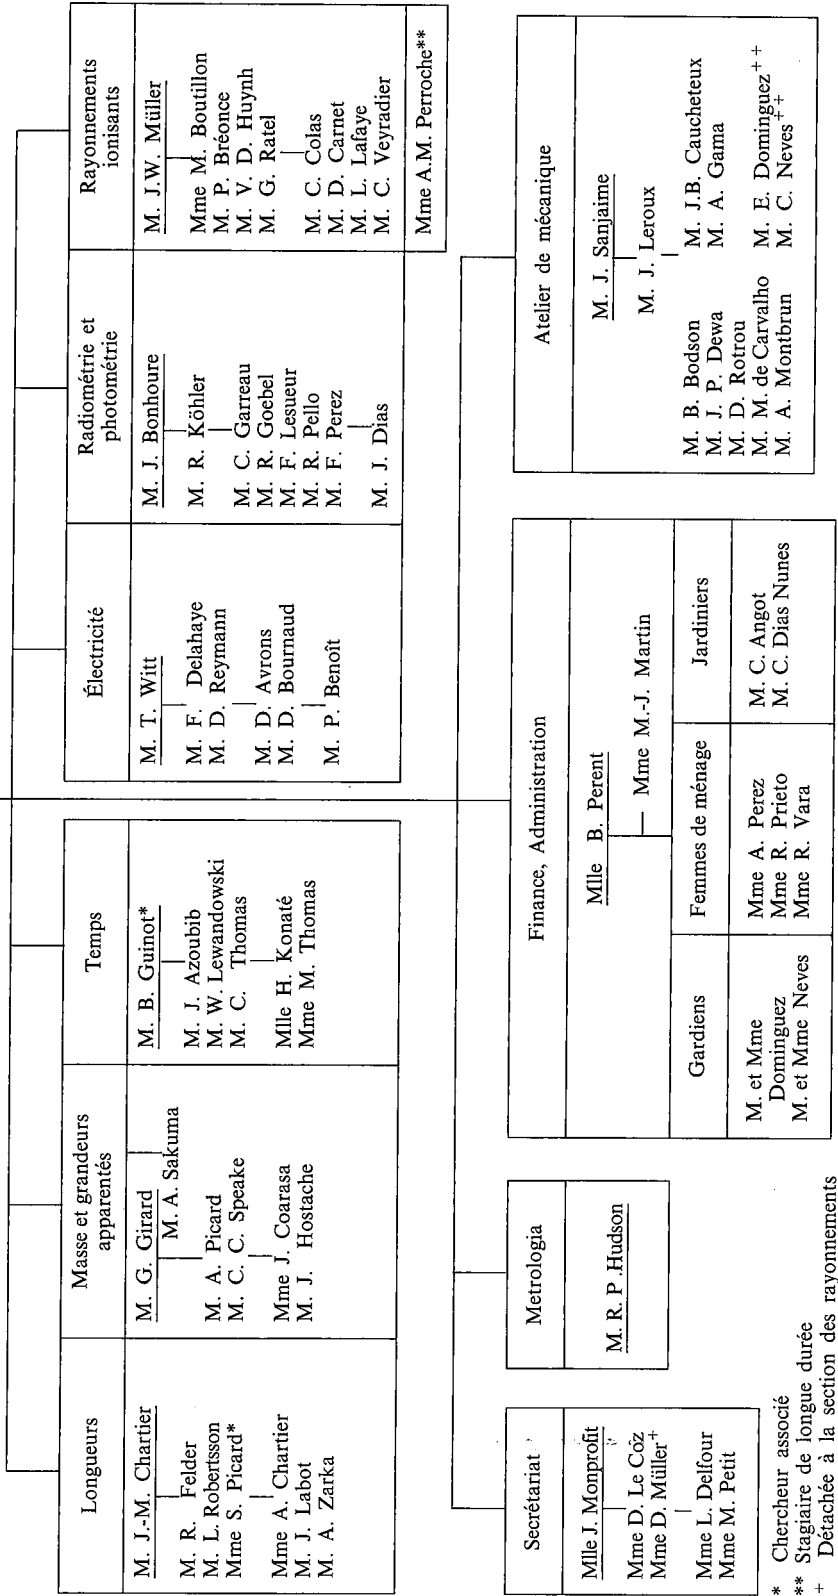 Longueurs
M. J.-M. Chartier
M. R. Felder
M. L. Robertsson
Mme S. Picard*
Mme A. Chartier
M. J. Labot
M. A. Zarka
Masse et grandeurs
apparentés
M. G. Girard
M. A. Sakuma
M. A. Picard
M. C. C. Speake
Mme J. Coarasa
M. J. Hostache
Temps
M. B. Guinot*
M. J. Azoubib
M. W. Lewandowski
M. C. Thomas
Mlle H. Konaté
Mme M. Thomas
Électricité
M. T. Witt
M. F. Delahaye
M. D. Reymann
M. D. Avrons
M. D. Bournaud
M. P. Benoît
Radiométrie et
photométrie
M. J. Bonhoure
M. R. Köhler
M. C. Garreau
M. R. Goebel
M. F. Lesueur
M. R. Pello
M. F. Perez
M. J. Dias
Rayonnements
ionisants
M. J.W. Müller
Mme M. Boutillon
M. P. Bréonce
M. V. D. Huynh
M. G. Ratel
M. C. Colas
M. D. Carnet
M. L. Lafaye
M. C. Veyradier
Mme A.M. Perroche**
Secrétariat
Mlle J. Monprofit
Mme D. Le Coz
Mme D. Müller+
Mme L. Delfour
Mme M. Petit
Metrologia
M. R. P .Hudson
Finance, Administration
Mlle B. Perent
Mme M.-J. Martin
Gardiens
M. et Mme
Dominguez
M. et Mme Neves
Femmes de ménage
Mme A. Perez
Mme R. Prieto
Mme R. Vara
Jardiniers
M. C. Angot
M. C. Dias Nunes
Atelier de mécanique
M. J. Sanjaime
M. J. Leroux
M. B. Bodson
M. J. P. Dewa
M. D. Rotrou
M. M. de Carvalho
M. A. Montbrun
M. J.B. Caucheteux
M. A. Gama
M. E. Dominguez++
M. C. Neves++
* Chercheur associé
** Stagiaire de longue durée
+ Détachée à la section des rayonnements